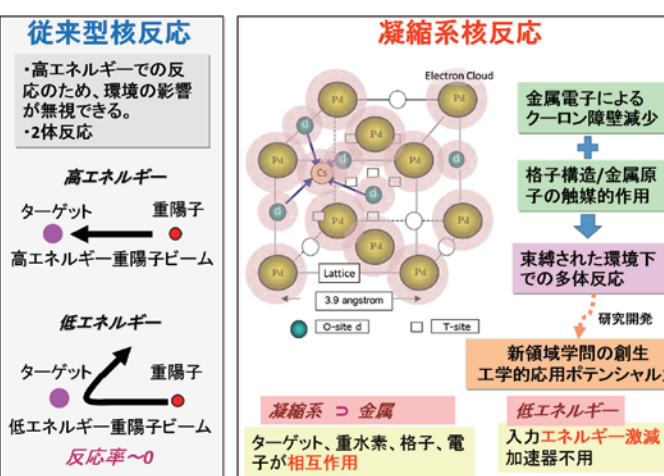 従来型核反応
・高エネルギーでの反
応のため、環境の影響
が無視できる。
・2体反応
高エネルギー
ターゲット
重陽子
高エネルギー重陽子ビーム
低エネルギー
ターゲット
重陽子
低エネルギー重陽子ビーム
反応率～0
凝縮系核反応
Electron Cloud
Pd
Pd
d
Pd
Pd
d
Pd
d
Cs
d
d
Pd
Pd
Pd
Pd
Pd
Lattice
3.9 angstrom
O-site d
T-site
金属電子による
クーロン障壁減少
格子構造/金属原
子の触媒的作用
束縛された環境下
での多体反応
研究開発
新領域学問の創生
工学的応用ポテンシャル
凝縮系 ⊃ 金属
ターゲット、重水素、格子、電
子が相互作用
低エネルギー
入力エネルギー激減
加速器不用